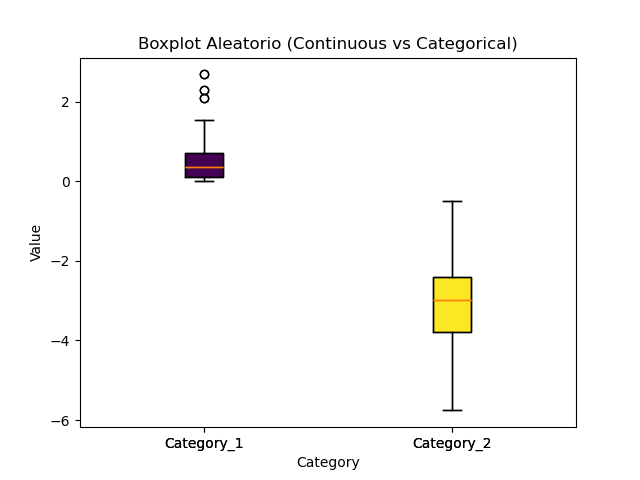 Boxplot Aleatorio (Continuous vs Categorical)
2
0
−2
−4
−6
Value
Category_1
Category_2
Category